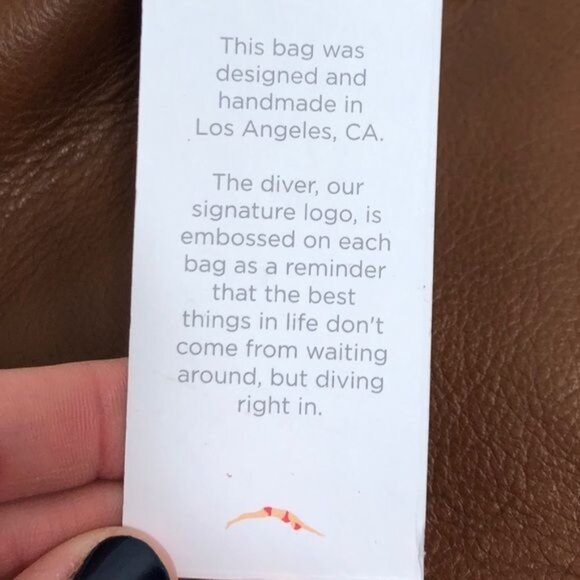 This bag was
designed and
handmade in
Los Angeles, CA.
The diver, our
signature logo, is
embossed on each
bag as a reminder
that the best
things in life don't
come from waiting
around, but diving
right in.